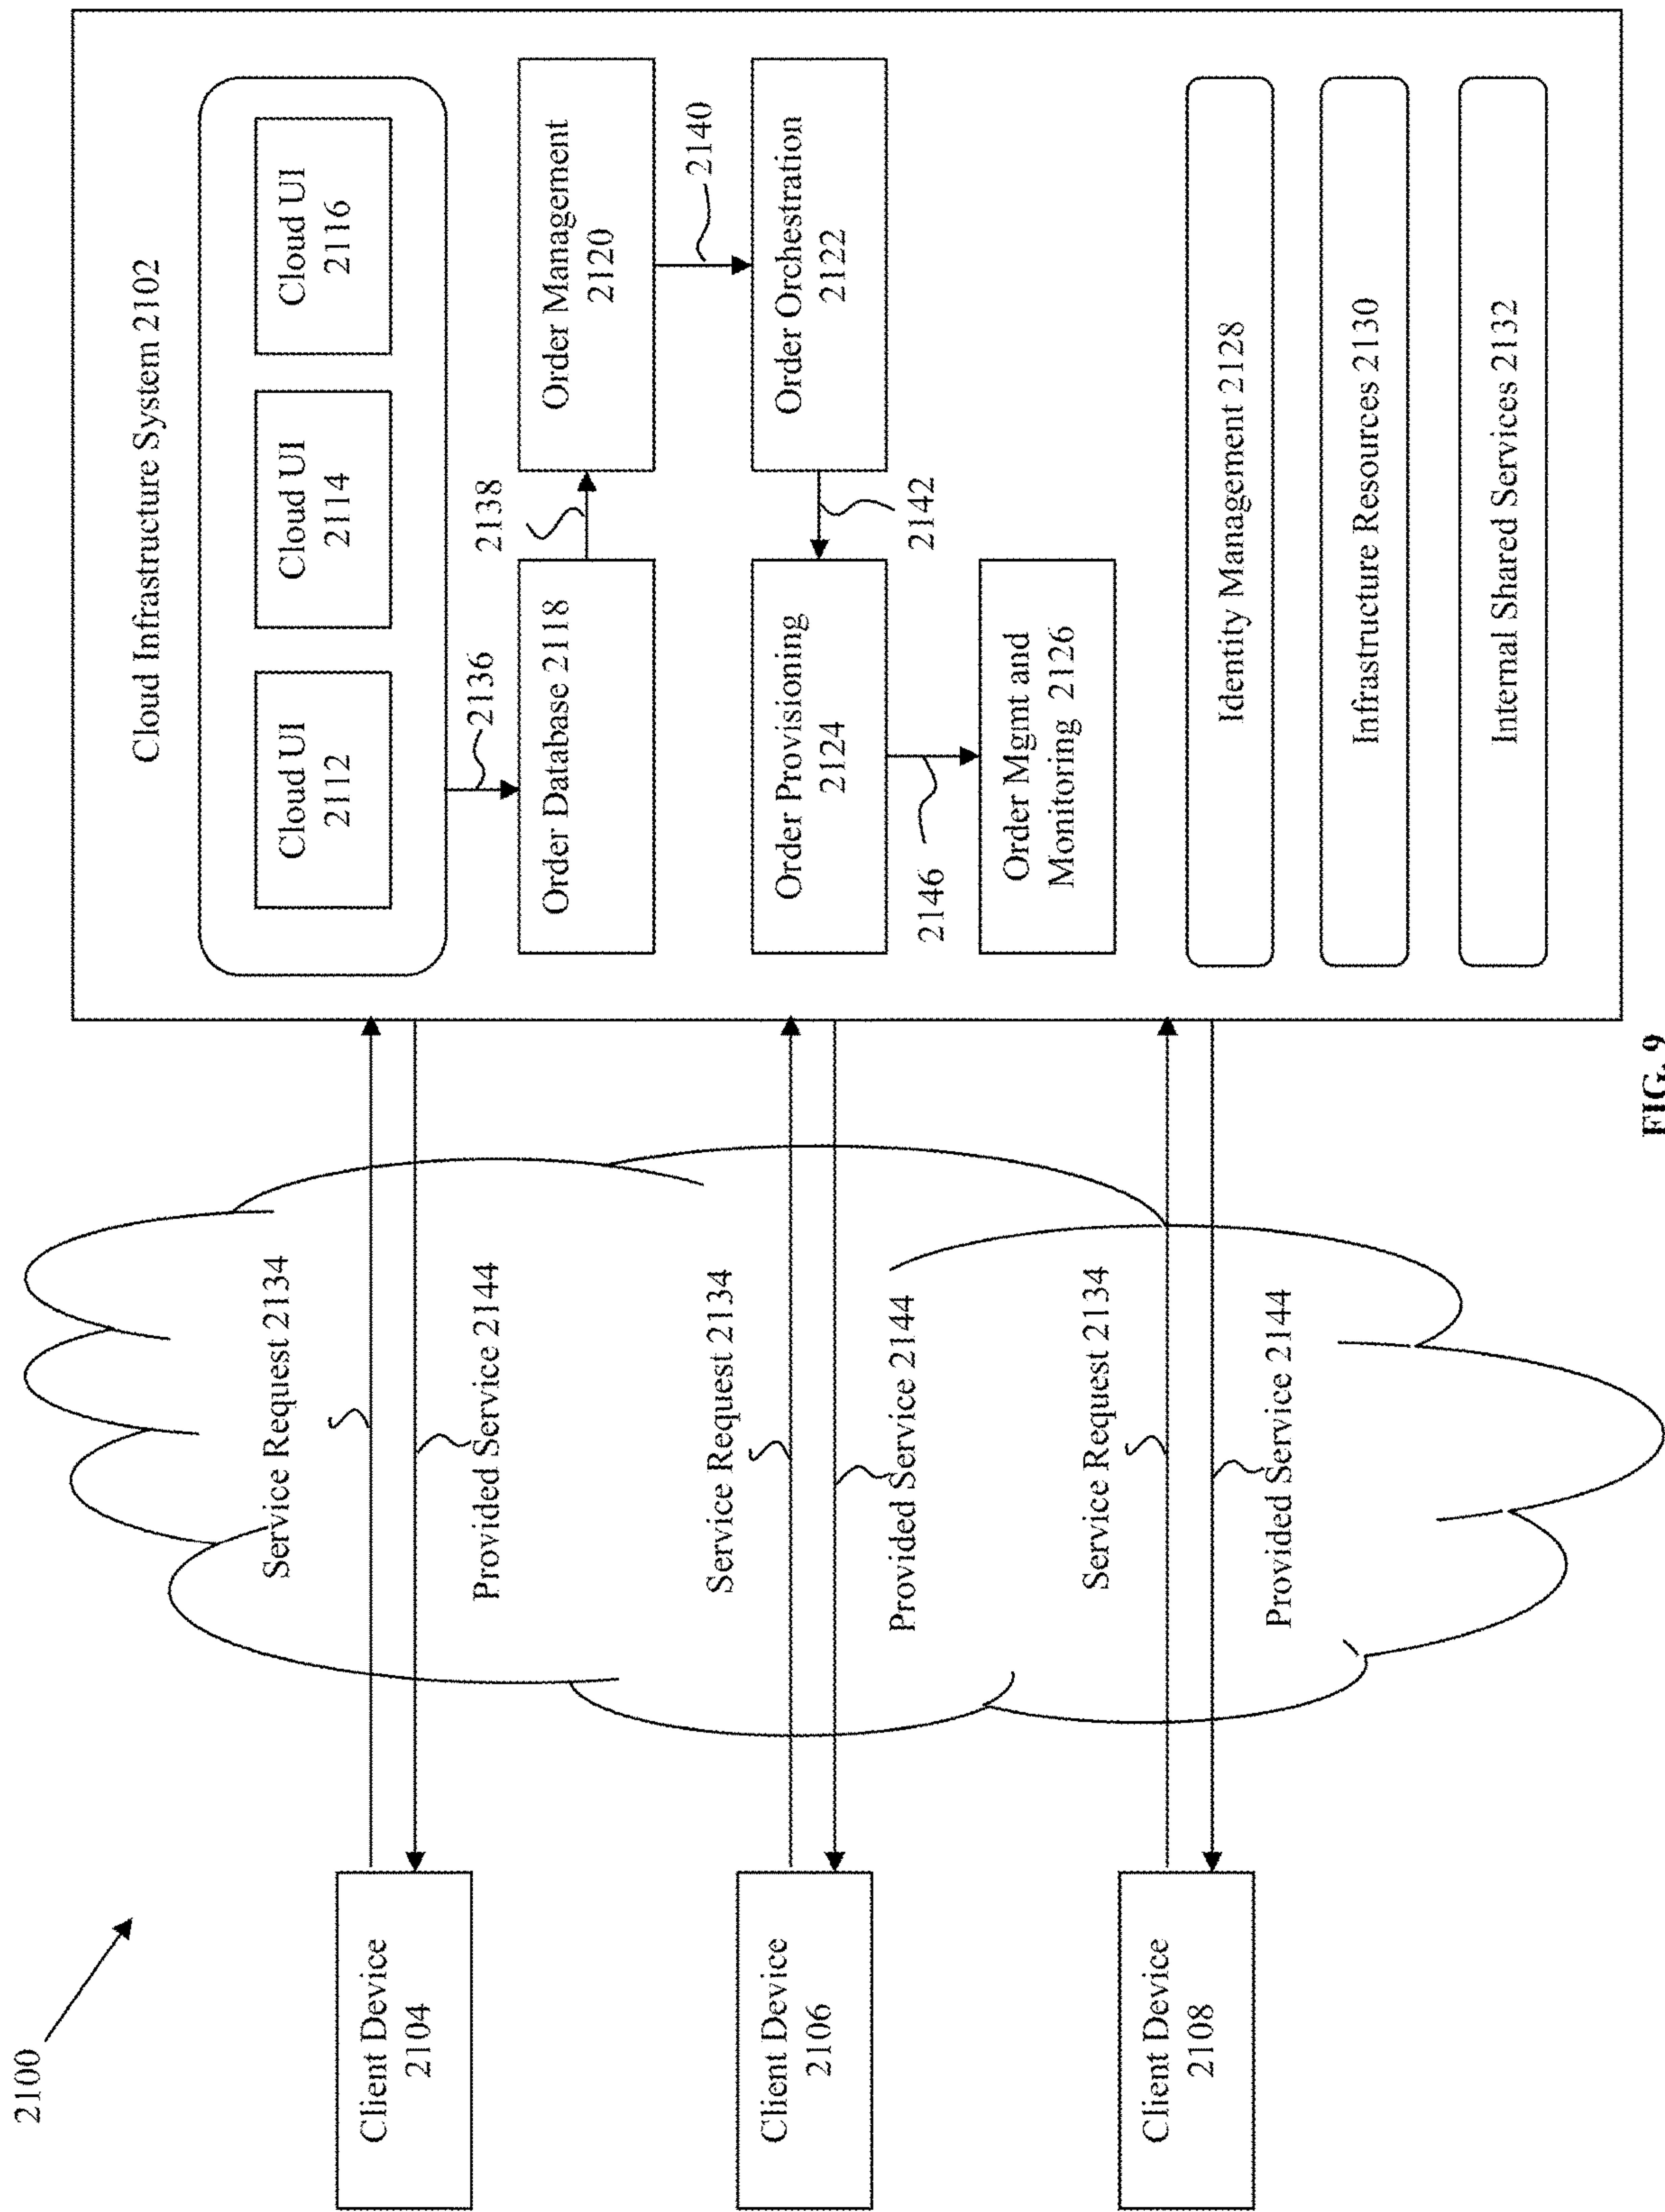 2100
Client Device
2104
Client Device
2106
Client Device
2108
Service Request 2134
Provided Service 2144
Service Request 2134
Provided Service 2144
Service Request 2134
Provided Service 2144
Cloud Infrastructure System 2102
Cloud UI
2112
Cloud UI
2114
Cloud UI
2116
2136
Order Database 2118
2138
Order Management
2120
2140
Order Provisioning
2124
2142
Order Orchestration
2122
2146
Order Mgmt and
Monitoring 2126
Identity Management 2128
Infrastructure Resources 2130
Internal Shared Services 2132
FIG. 9